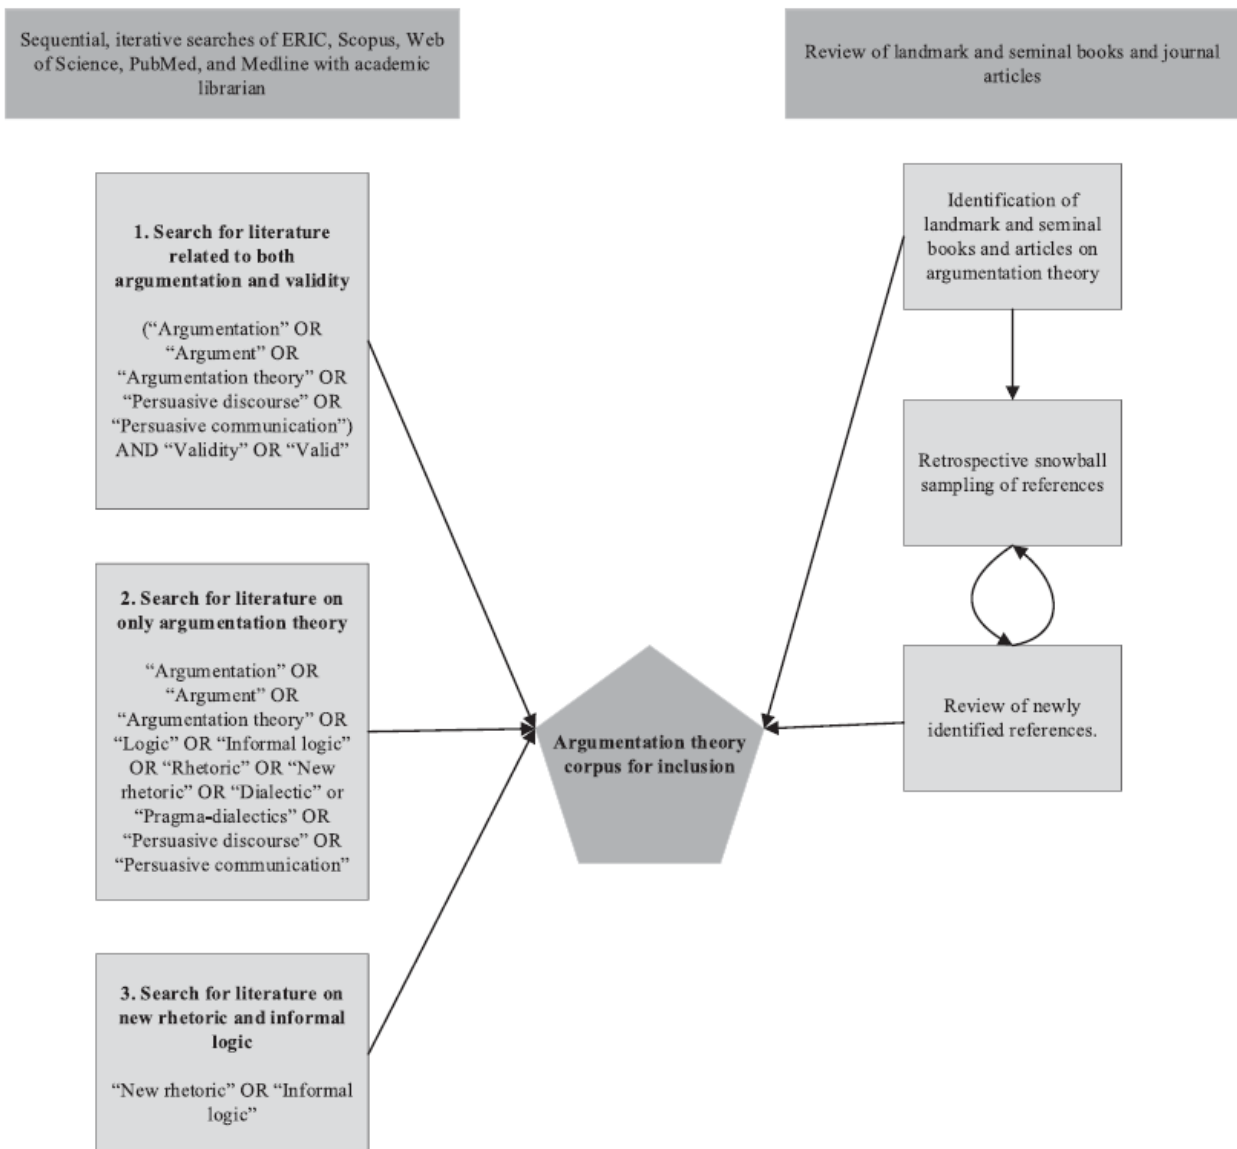 Sequential, iterative searches of ERIC, Scopus, Web
of Science, PubMed, and Medline with academic
librarian
Review of landmark and seminal books and journal
articles
1. Search for literature
related to both
argumentation and validity
(“Argumentation” OR
“Argument” OR
“Argumentation theory” OR
“Persuasive discourse” OR
“Persuasive communication”)
AND “Validity” OR “Valid”
2. Search for literature on
only argumentation theory
“Argumentation” OR
“Argument” OR
“Argumentation theory” OR
“Logic” OR “Informal logic”
OR “Rhetoric” OR “New
rhetoric” OR “Dialectic” or
“Pragma-dialectics” OR
“Persuasive discourse” OR
“Persuasive communication”
3. Search for literature on
new rhetoric and informal
logic
“New rhetoric” OR “Informal
logic”
Argumentation theory
corpus for inclusion
Identification of
landmark and seminal
books and articles on
argumentation theory
Retrospective snowball
sampling of references
Review of newly
identified references.